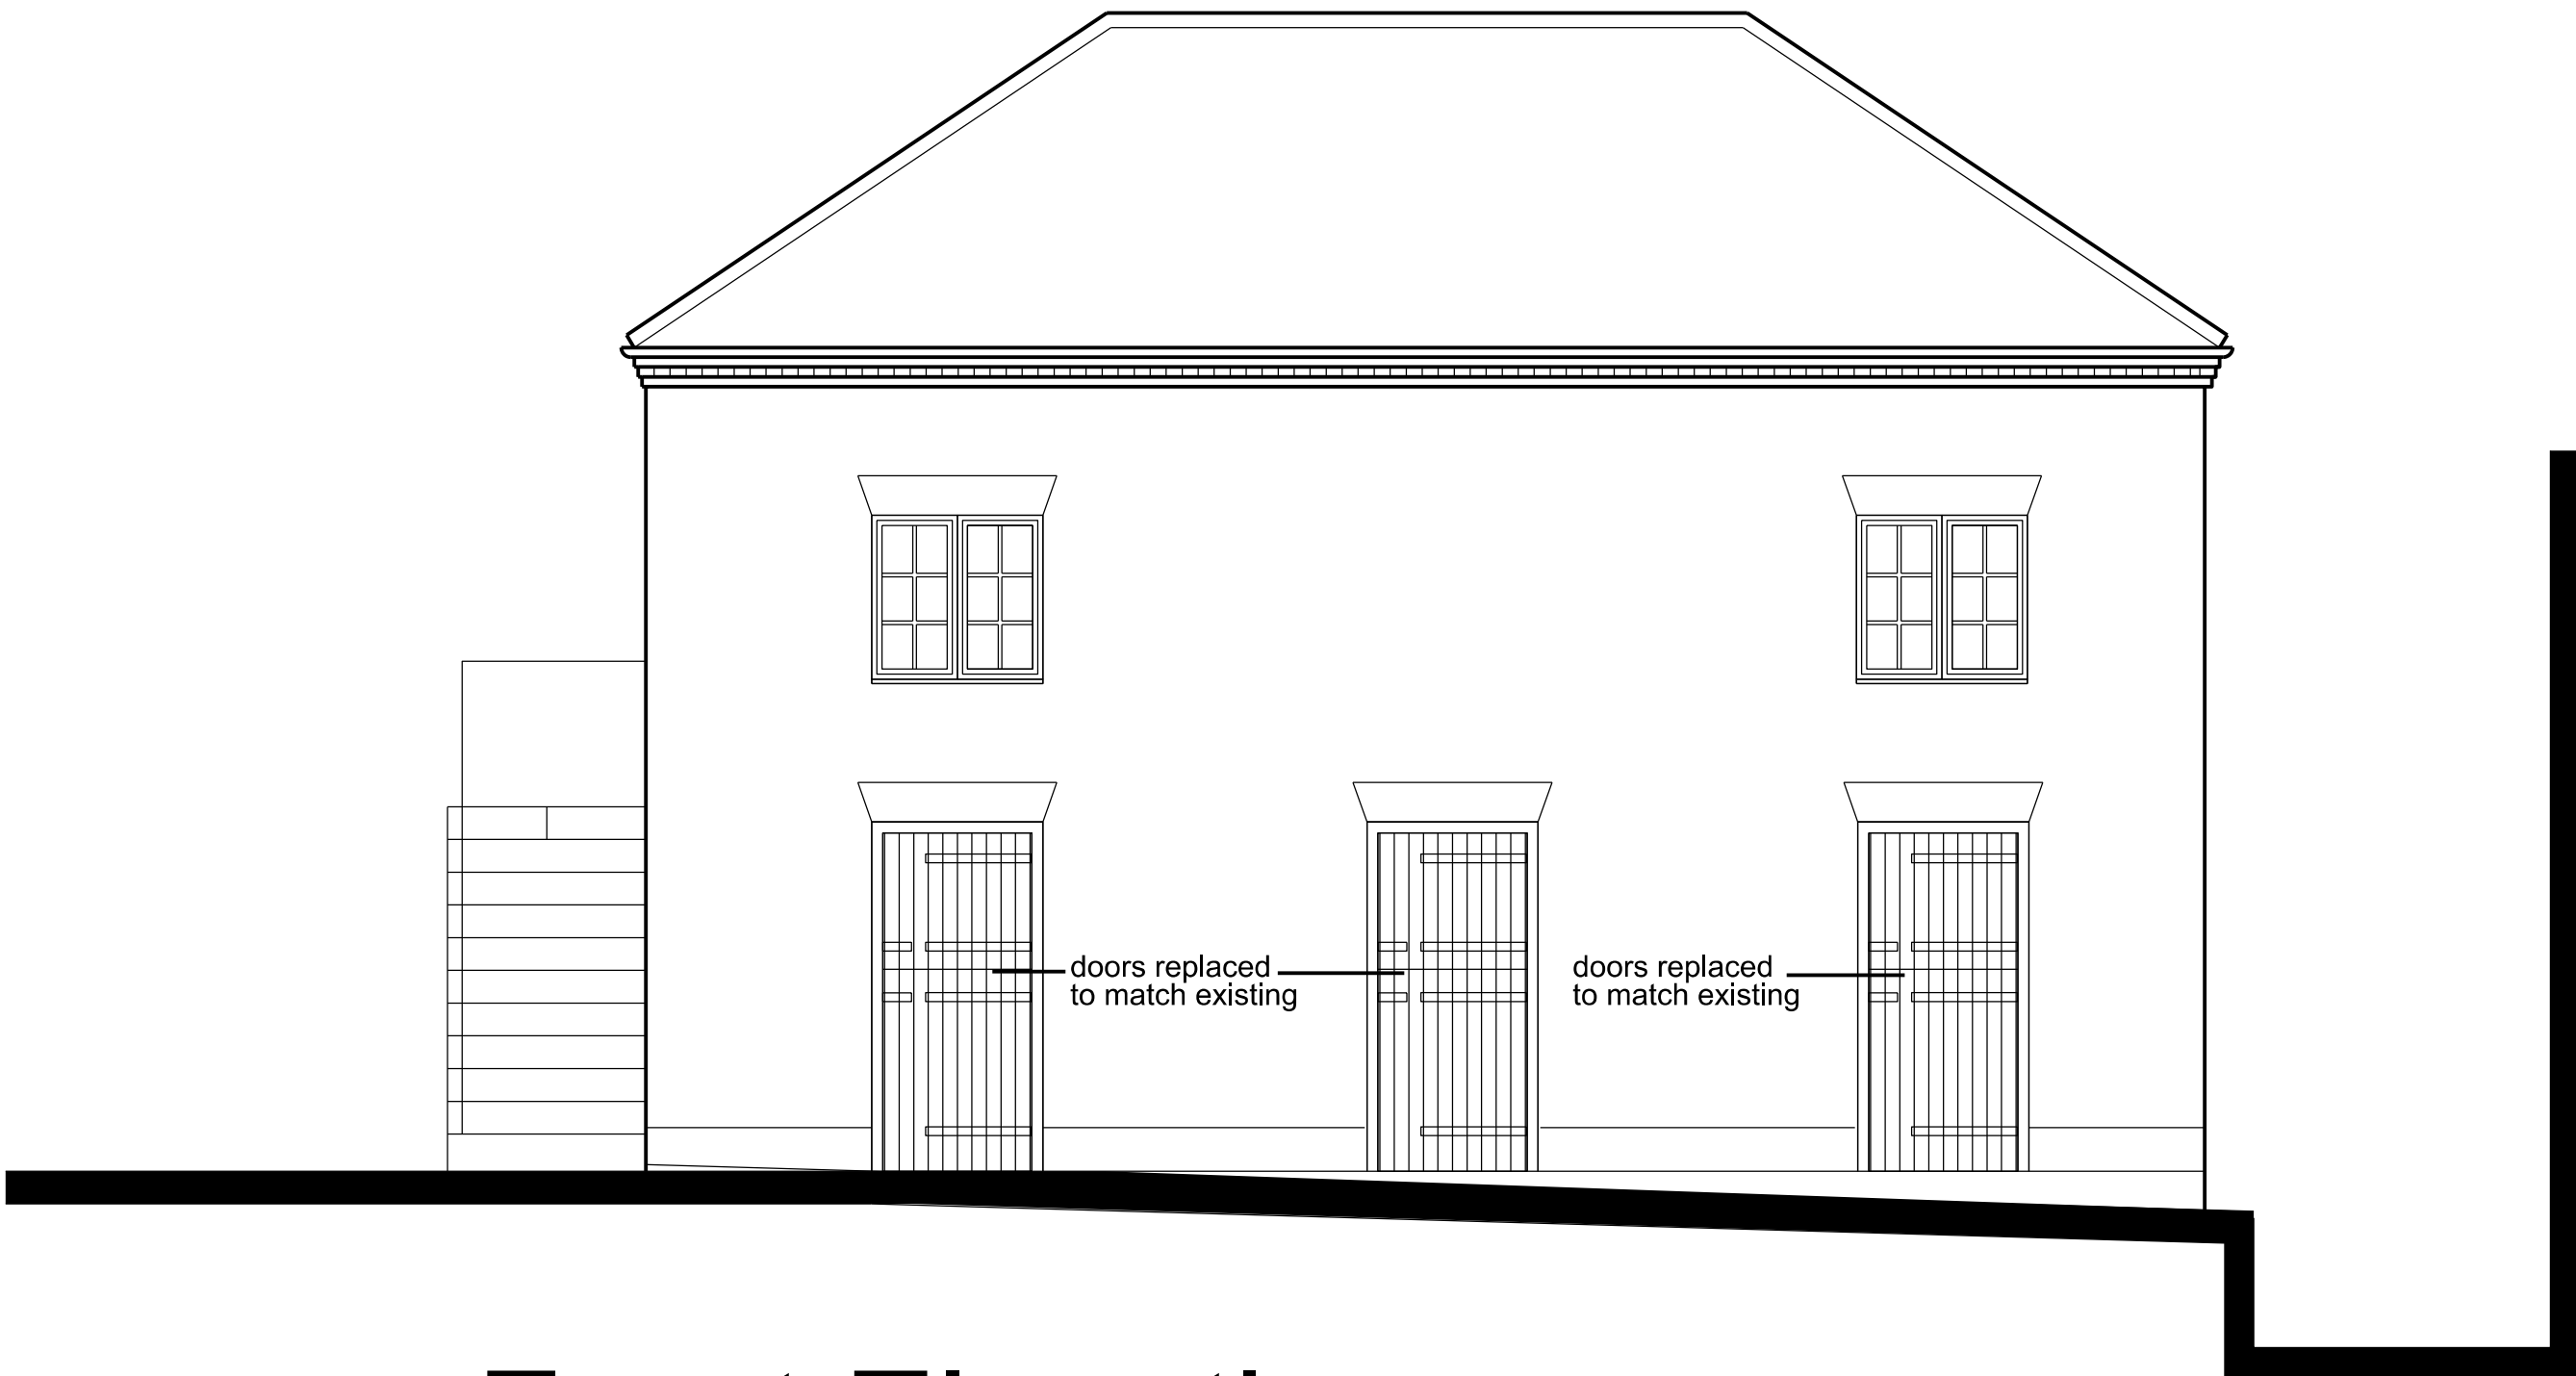 doors replaced
to match existing
doors replaced
to match existing